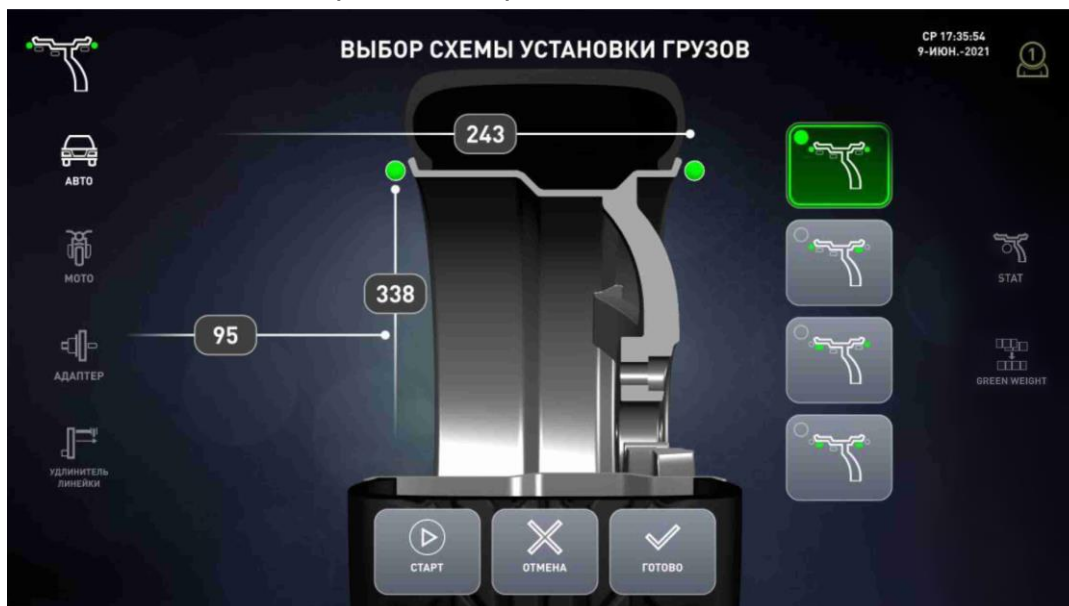 ВЫБОР СХЕМЫ УСТАНОВКИ ГРУЗОВ
СР 17:35:54
9-ИЮН.-2021
1
АВТО
МОТО
АДАПТЕР
УДЛИНИТЕЛЬ
ЛИНЕЙКИ
243
338
95
STAT
GREEN WEIGHT
СТАРТ
ОТМЕНА
ГОТОВО